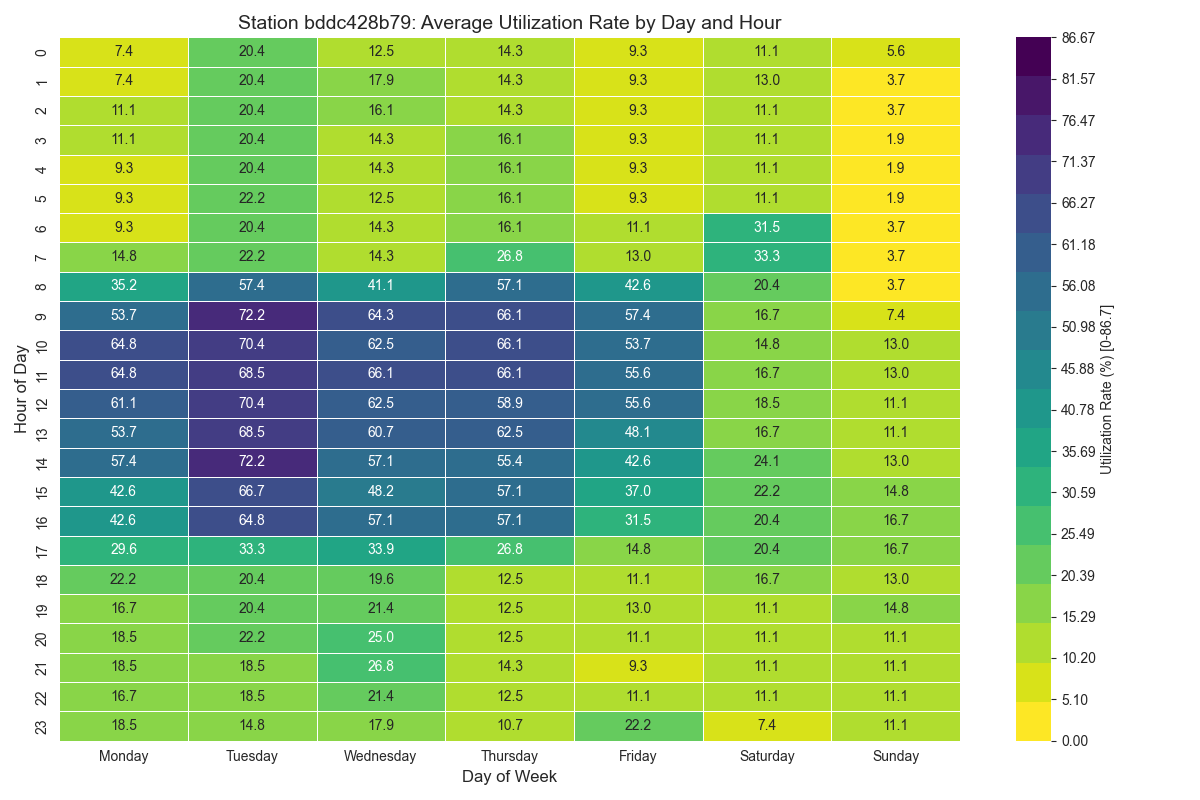 Station bddc428b79: Average Utilization Rate by Day and Hour
0 7.4 20.4 12.5 14.3 9.3 11.1 5.6
1 7.4 20.4 17.9 14.3 9.3 13.0 3.7
2 11.1 20.4 16.1 14.3 9.3 11.1 3.7
3 11.1 20.4 14.3 16.1 9.3 11.1 1.9
4 9.3 20.4 14.3 16.1 9.3 11.1 1.9
5 9.3 22.2 12.5 16.1 9.3 11.1 1.9
6 9.3 20.4 14.3 16.1 11.1 31.5 3.7
7 14.8 22.2 14.3 26.8 13.0 33.3 3.7
8 35.2 57.4 41.1 57.1 42.6 20.4 3.7
9 53.7 72.2 64.3 66.1 57.4 16.7 7.4
10 64.8 70.4 62.5 66.1 53.7 14.8 13.0
11 64.8 68.5 66.1 66.1 55.6 16.7 13.0
12 61.1 70.4 62.5 58.9 55.6 18.5 11.1
13 53.7 68.5 60.7 62.5 48.1 16.7 11.1
14 57.4 72.2 57.1 55.4 42.6 24.1 13.0
15 42.6 66.7 48.2 57.1 37.0 22.2 14.8
16 42.6 64.8 57.1 57.1 31.5 20.4 16.7
17 29.6 33.3 33.9 26.8 14.8 20.4 16.7
18 22.2 20.4 19.6 12.5 11.1 16.7 13.0
19 16.7 20.4 21.4 12.5 13.0 11.1 14.8
20 18.5 22.2 25.0 12.5 11.1 11.1 11.1
21 18.5 18.5 26.8 14.3 9.3 11.1 11.1
22 16.7 18.5 21.4 12.5 11.1 11.1 11.1
23 18.5 14.8 17.9 10.7 22.2 7.4 11.1
Monday Tuesday Wednesday Thursday Friday Saturday Sunday
Day of Week
Hour of Day
86.67
81.57
76.47
71.37
66.27
61.18
56.08
50.98
45.88
40.78
35.69
30.59
25.49
20.39
15.29
10.20
5.10
0.00
Utilization Rate (%) [0-86.7]